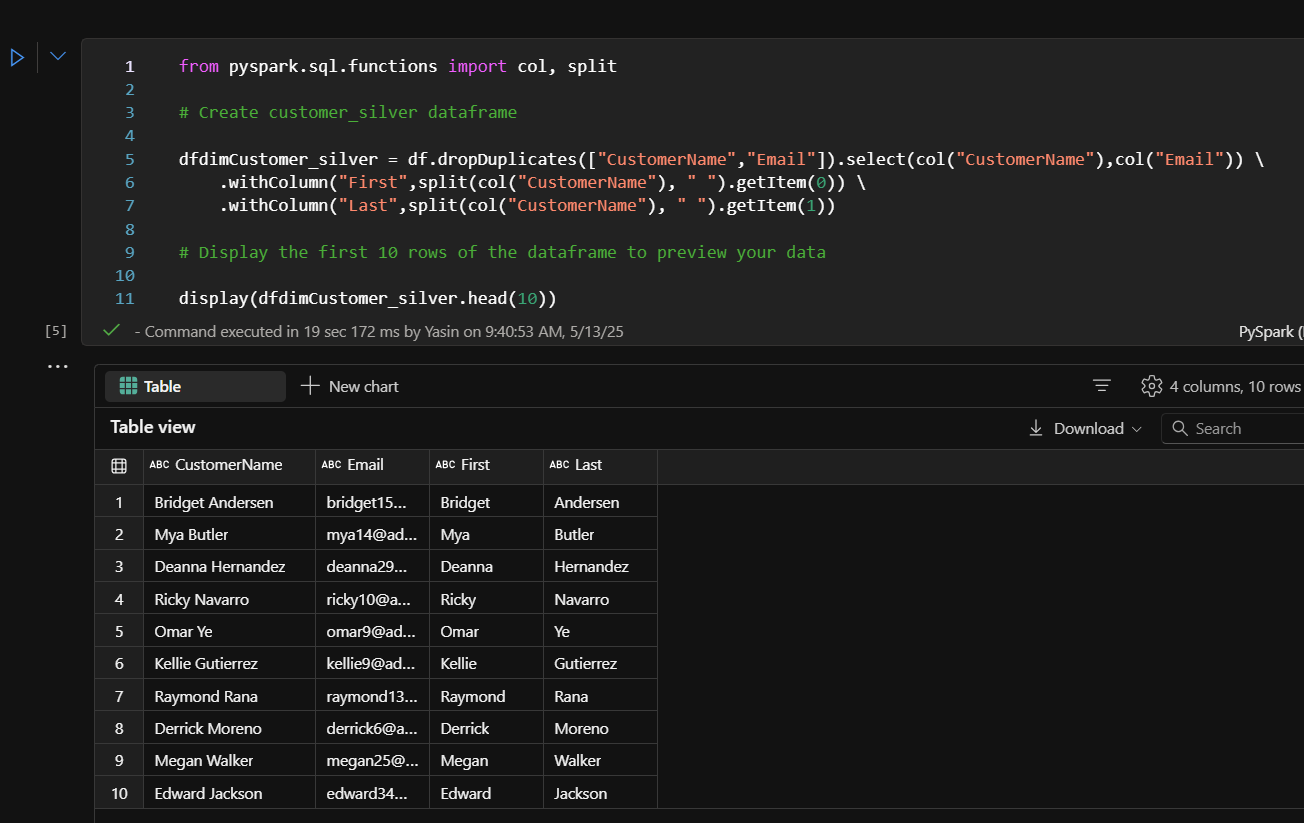 1 from pyspark.sql.functions import col, split
2
3 # Create customer_silver dataframe
4
5 dfdimCustomer_silver = df.dropDuplicates(["CustomerName","Email"]).select(col("CustomerName"),col("Email")) \
6 .withColumn("First",split(col("CustomerName"), " ").getItem(0)) \
7 .withColumn("Last",split(col("CustomerName"), " ").getItem(1))
8
9 # Display the first 10 rows of the dataframe to preview your data
10
11 display(dfdimCustomer_silver.head(10))
[5] - Command executed in 19 sec 172 ms by Yasin on 9:40:53 AM, 5/13/25 PySpark (
Table New chart 4 columns, 10 rows
Table view Download Search
ABC CustomerName ABC Email ABC First ABC Last
1 Bridget Andersen bridget15... Bridget Andersen
2 Mya Butler mya14@ad... Mya Butler
3 Deanna Hernandez deanna29... Deanna Hernandez
4 Ricky Navarro ricky10@a... Ricky Navarro
5 Omar Ye omar9@ad... Omar Ye
6 Kellie Gutierrez kellie9@ad... Kellie Gutierrez
7 Raymond Rana raymond13... Raymond Rana
8 Derrick Moreno derrick6@a... Derrick Moreno
9 Megan Walker megan25@... Megan Walker
10 Edward Jackson edward34... Edward Jackson